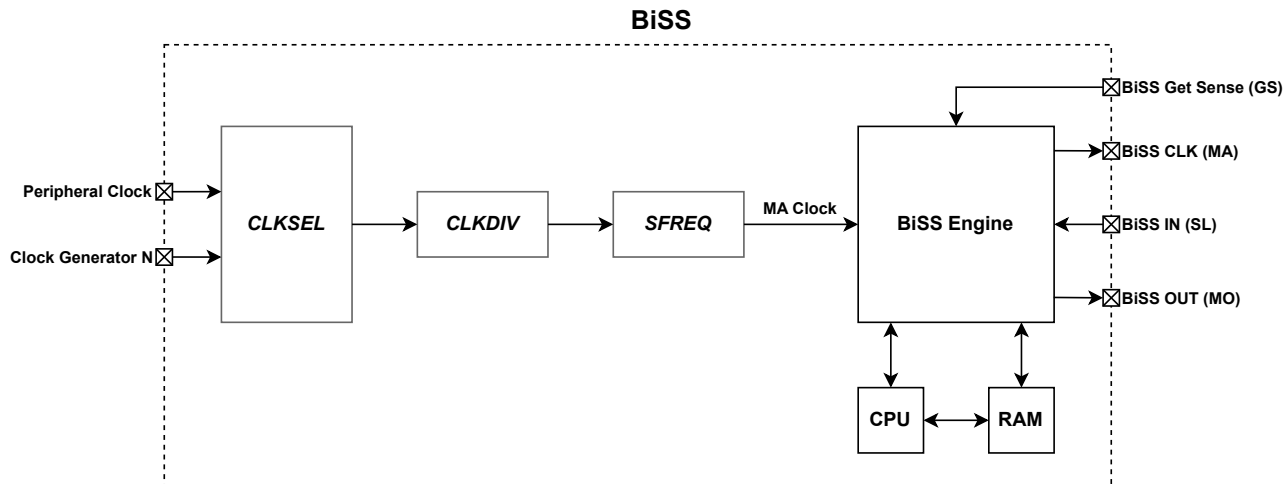 BiSS
BiSS Get Sense (GS)
BiSS CLK (MA)
Peripheral Clock
CLKSEL
CLKDIV
SFREQ
MA Clock
BiSS Engine
BiSS IN (SL)
Clock Generator N
BiSS OUT (MO)
CPU
RAM